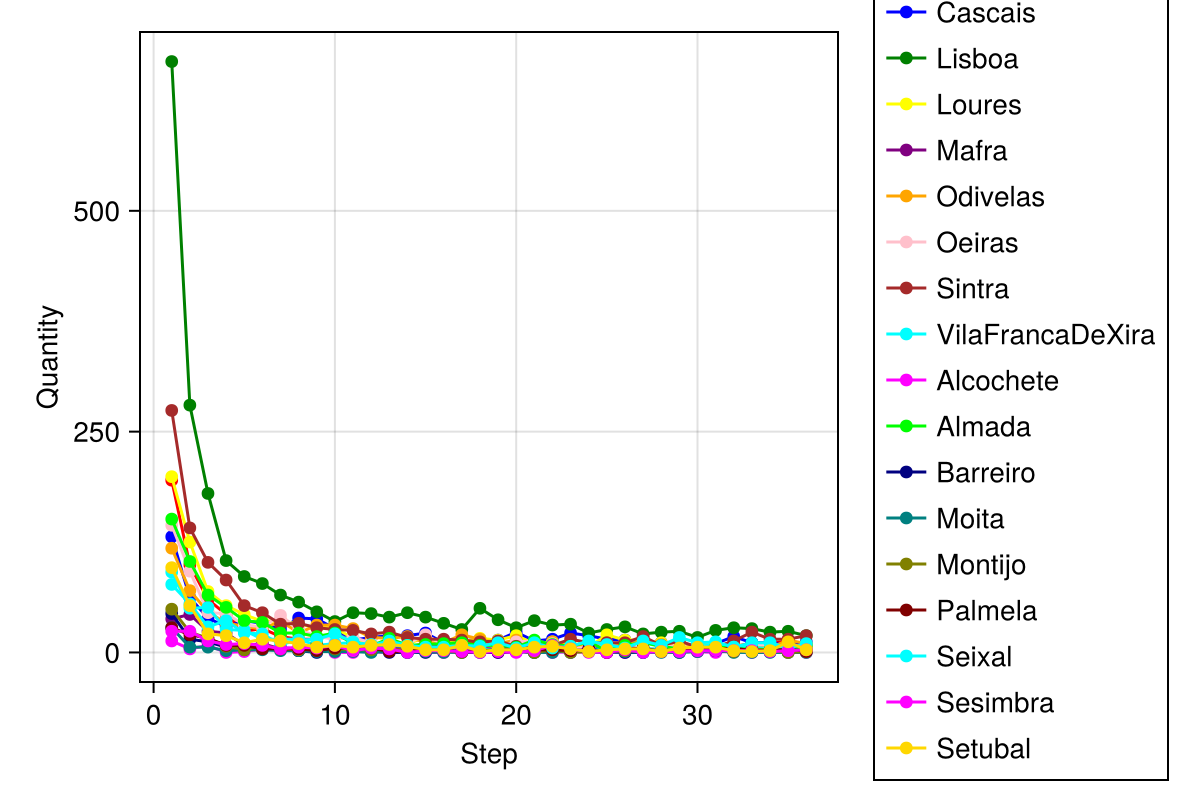 500
250
0
0
10
20
30
Quantity
Step
Cascais
Lisboa
Loures
Mafra
Odivelas
Oeiras
Sintra
VilaFrancaDeXira
Alcochete
Almada
Barreiro
Moita
Montijo
Palmela
Seixal
Sesimbra
Setubal